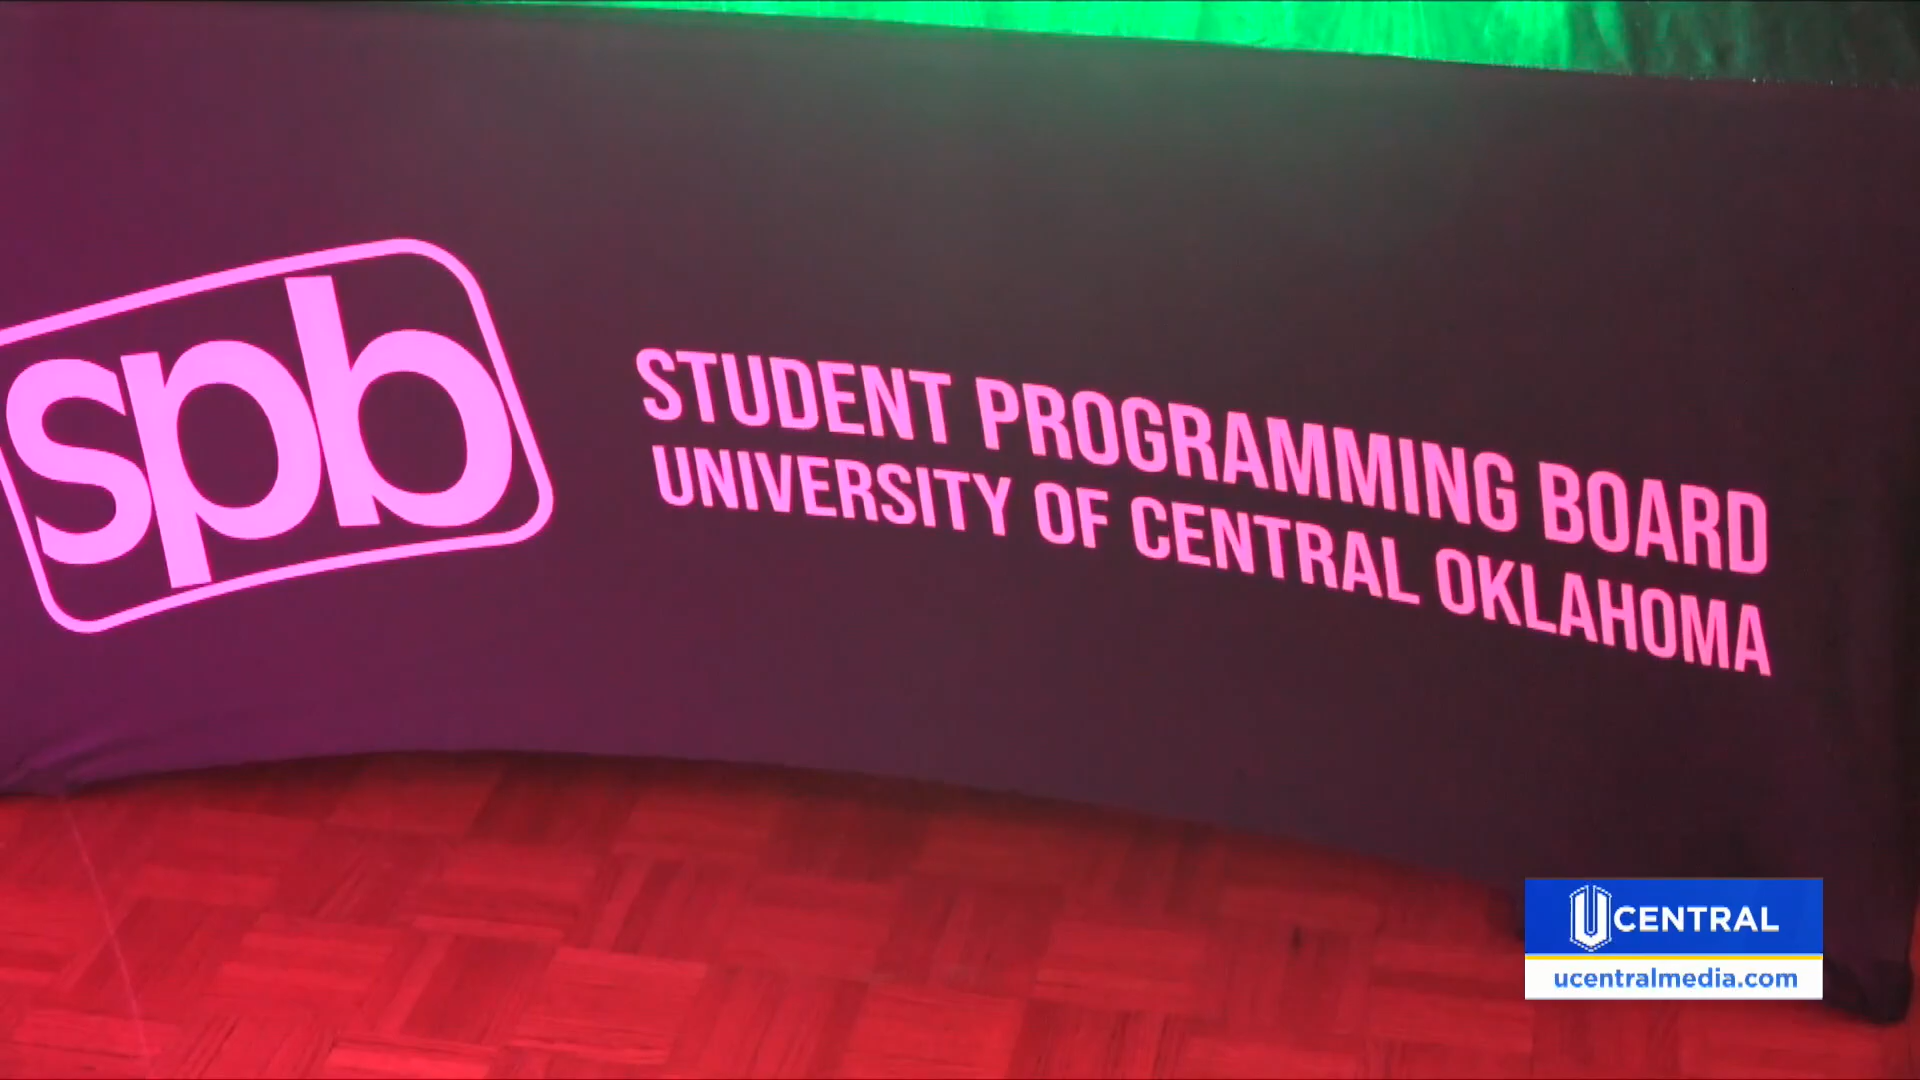 spb
STUDENT PROGRAMMING BOARD
UNIVERSITY OF CENTRAL OKLAHOMA
UCENTRAL
ucentralmedia.com